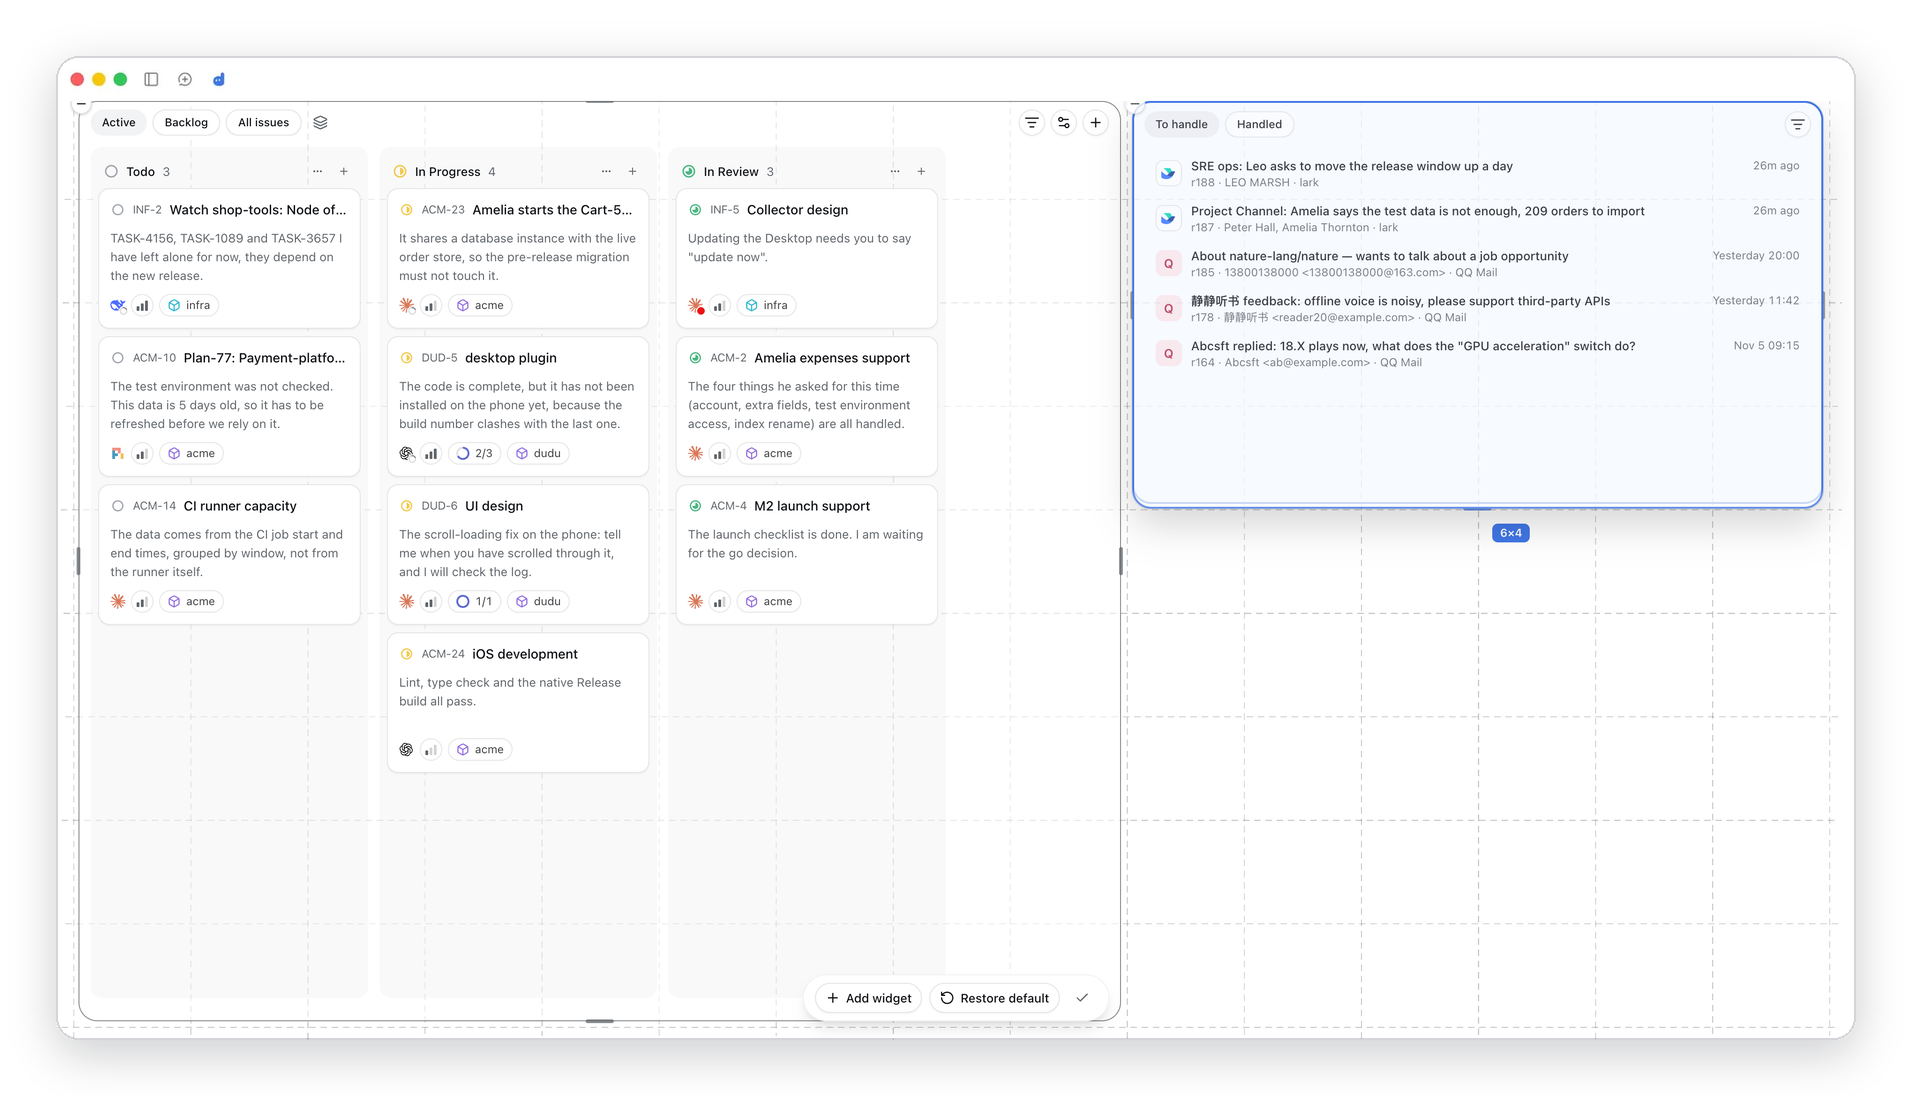 Active
Backlog
All issues
Todo 3
INF-2 Watch shop-tools: Node of...
TASK-4156, TASK-1089 and TASK-3657 I
have left alone for now, they depend on
the new release.
infra
ACM-10 Plan-77: Payment-platfo...
The test environment was not checked.
This data is 5 days old, so it has to be
refreshed before we rely on it.
acme
ACM-14 CI runner capacity
The data comes from the CI job start and
end times, grouped by window, not from
the runner itself.
acme
In Progress 4
ACM-23 Amelia starts the Cart-5...
It shares a database instance with the live
order store, so the pre-release migration
must not touch it.
acme
DUD-5 desktop plugin
The code is complete, but it has not been
installed on the phone yet, because the
build number clashes with the last one.
2/3 dudu
DUD-6 UI design
The scroll-loading fix on the phone: tell
me when you have scrolled through it,
and I will check the log.
1/1 dudu
ACM-24 iOS development
Lint, type check and the native Release
build all pass.
acme
In Review 3
INF-5 Collector design
Updating the Desktop needs you to say
"update now".
infra
ACM-2 Amelia expenses support
The four things he asked for this time
(account, extra fields, test environment
access, index rename) are all handled.
acme
ACM-4 M2 launch support
The launch checklist is done. I am waiting
for the go decision.
acme
Add widget
Restore default
To handle
Handled
SRE ops: Leo asks to move the release window up a day
26m ago
r188 · LEO MARSH · lark
Project Channel: Amelia says the test data is not enough, 209 orders to import
26m ago
r187 · Peter Hall, Amelia Thornton · lark
Q
About nature-lang/nature — wants to talk about a job opportunity
Yesterday 20:00
r185 · 13800138000 <13800138000@163.com> · QQ Mail
Q
静静听书 feedback: offline voice is noisy, please support third-party APIs
Yesterday 11:42
r178 · 静静听书 <reader20@example.com> · QQ Mail
Q
Abcsft replied: 18.X plays now, what does the "GPU acceleration" switch do?
Nov 5 09:15
r164 · Abcsft <ab@example.com> · QQ Mail
6×4